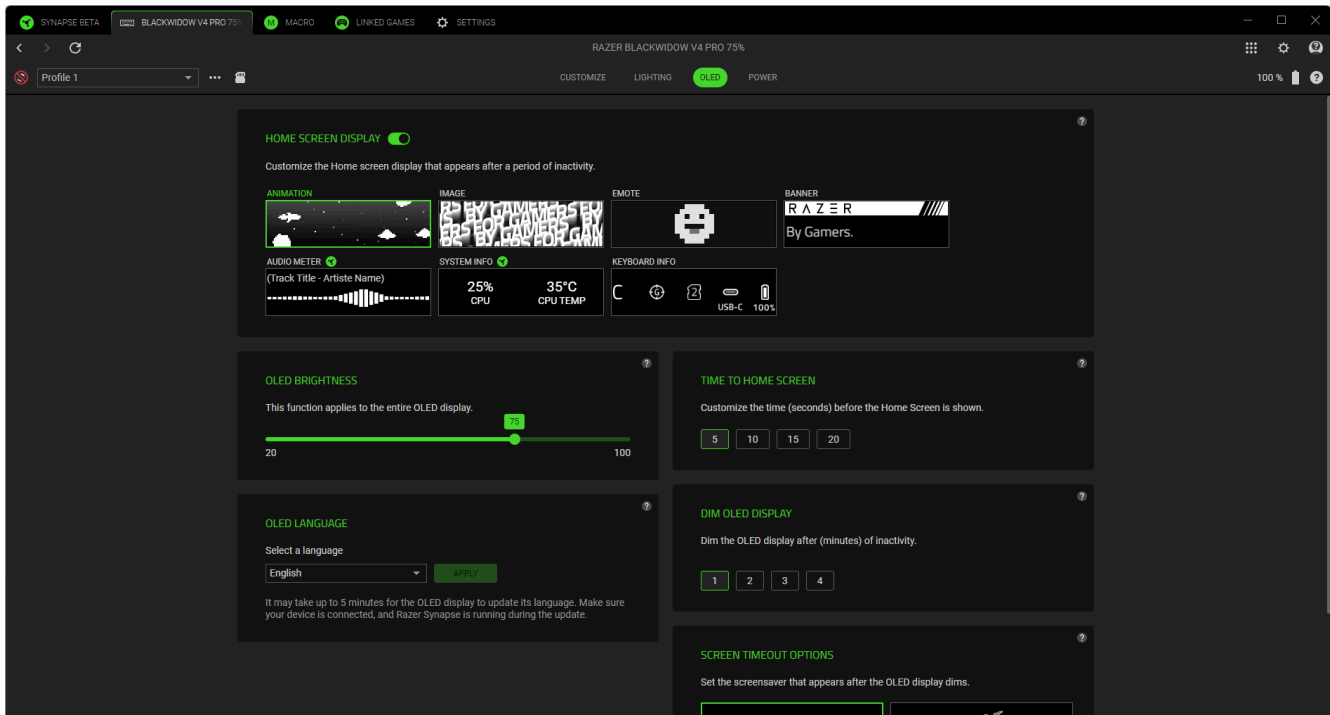 SYNAPSE BETA
BLACKWIDOW V4 PRO 75%
MACRO
LINKED GAMES
SETTINGS
RAZER BLACKWIDOW V4 PRO 75%
Profile 1
CUSTOMIZE
LIGHTING
OLED
POWER
100 %
HOME SCREEN DISPLAY
Customize the Home screen display that appears after a period of inactivity.
ANIMATION
IMAGE
EMOTE
BANNER
RAZER
By Gamers.
AUDIO METER
SYSTEM INFO
KEYBOARD INFO
(Track Title - Artiste Name)
25%
CPU
35°C
CPU TEMP
C
G
2
USB-C
100%
OLED BRIGHTNESS
This function applies to the entire OLED display.
75
20
100
TIME TO HOME SCREEN
Customize the time (seconds) before the Home Screen is shown.
5
10
15
20
OLED LANGUAGE
Select a language
English
APPLY
It may take up to 5 minutes for the OLED display to update its language. Make sure
your device is connected, and Razer Synapse is running during the update.
DIM OLED DISPLAY
Dim the OLED display after (minutes) of inactivity.
1
2
3
4
SCREEN TIMEOUT OPTIONS
Set the screensaver that appears after the OLED display dims.